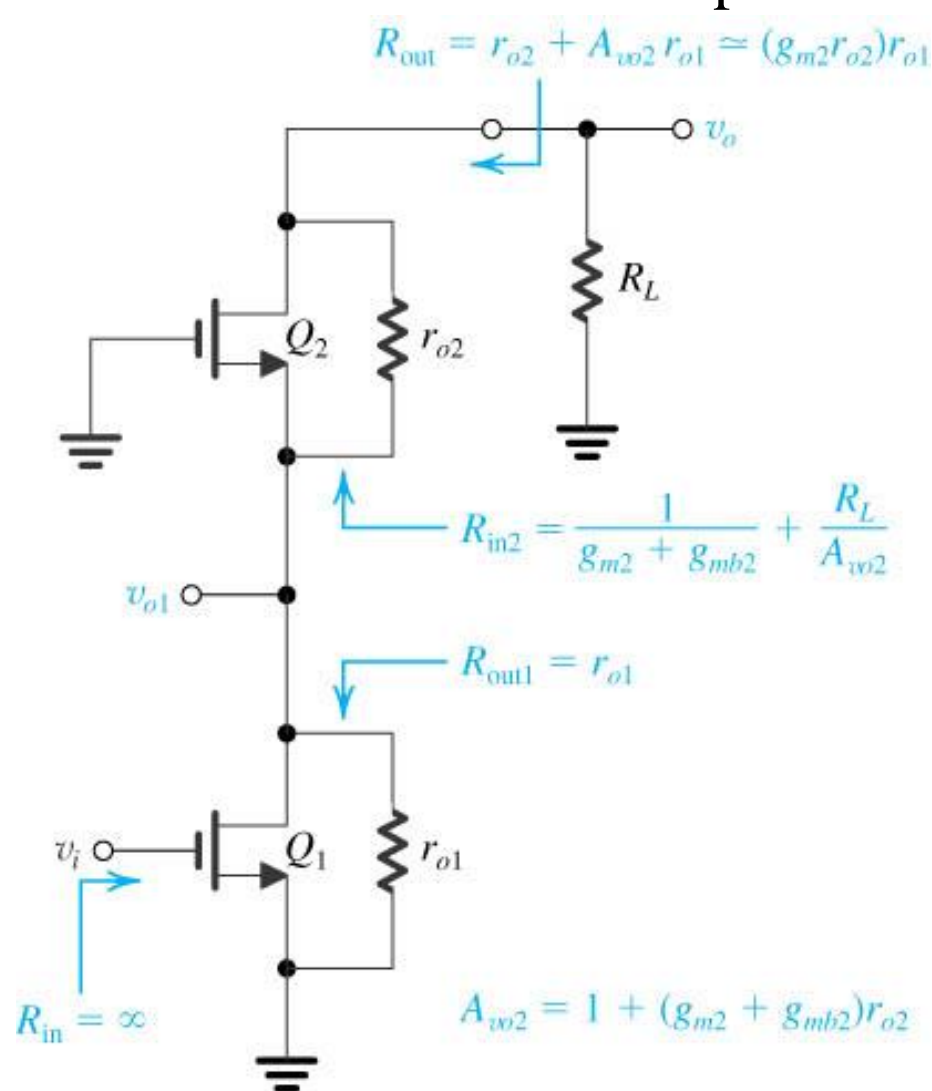 R_out = r_o2 + A_vo2 r_o1 ≃ (g_m2 r_o2) r_o1
v_o
R_L
Q_2
r_o2
R_in2 = 1 / (g_m2 + g_mb2) + R_L / A_vo2
v_o1
R_out1 = r_o1
v_i
Q_1
r_o1
R_in = ∞
A_vo2 = 1 + (g_m2 + g_mb2) r_o2